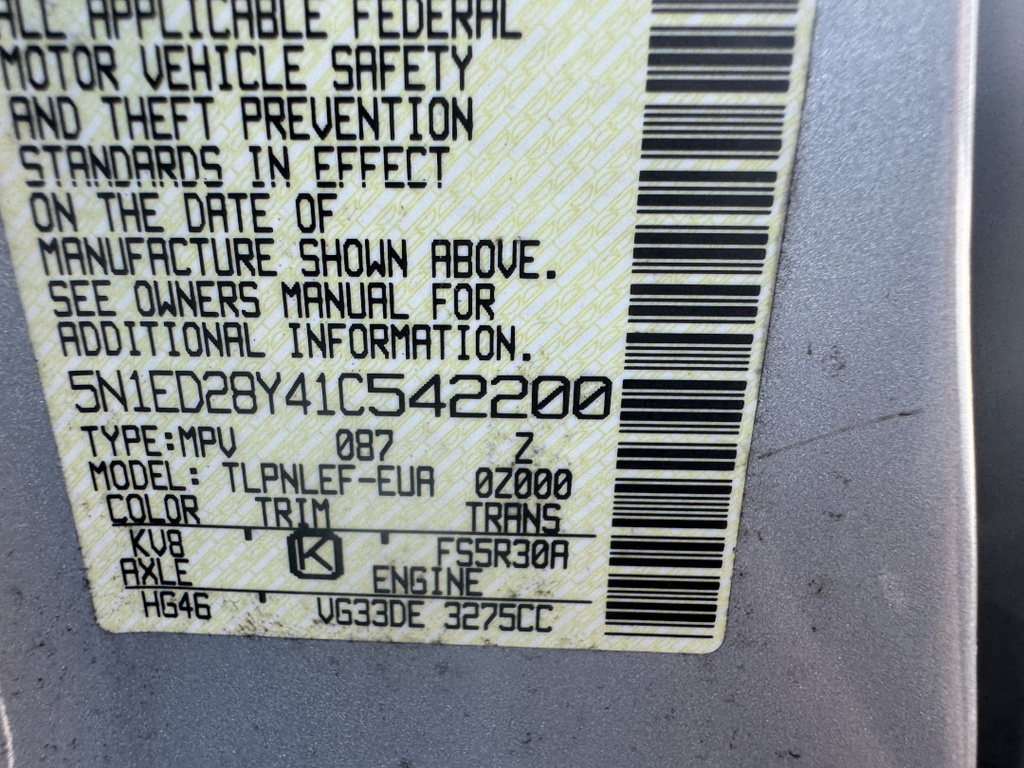 ALL APPLICABLE FEDERAL
MOTOR VEHICLE SAFETY
AND THEFT PREVENTION
STANDARDS IN EFFECT
ON THE DATE OF
MANUFACTURE SHOWN ABOVE.
SEE OWNERS MANUAL FOR
ADDITIONAL INFORMATION.
5N1ED28Y41C542200
TYPE:MPV 087 Z
MODEL: TLPNLEF-EUA 0Z000
COLOR TRIM TRANS
KV8 K FS5R30A
AXLE ENGINE
HG46 VG33DE 3275CC